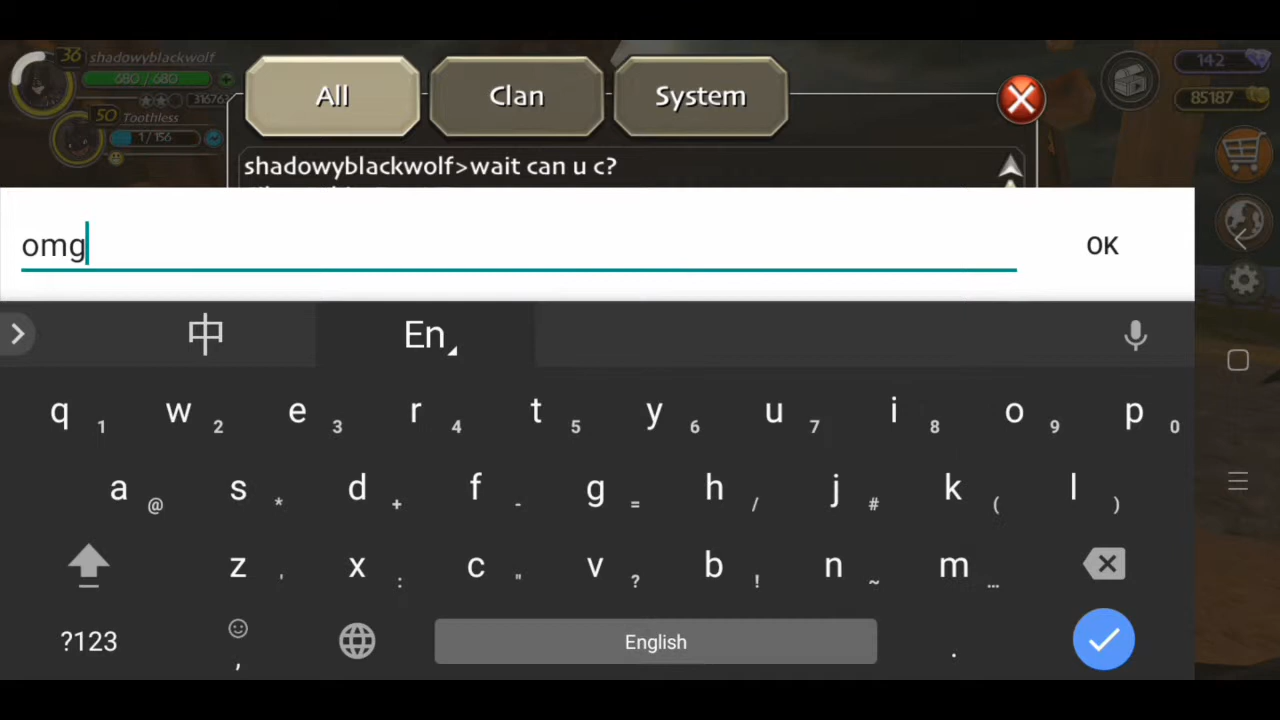 36 shadowyblackwolf
680 / 680
316763
50 Toothless
1 / 156
All
Clan
System
142
85187
shadowyblackwolf>wait can u c?
omg
OK
中
En
q 1 w 2 e 3 r 4 t 5 y 6 u 7 i 8 o 9 p 0
a @ s * d + f - g = h / j # k ( l )
z ' x : c " v ? b ! n ~ m …
?123
,
English
.